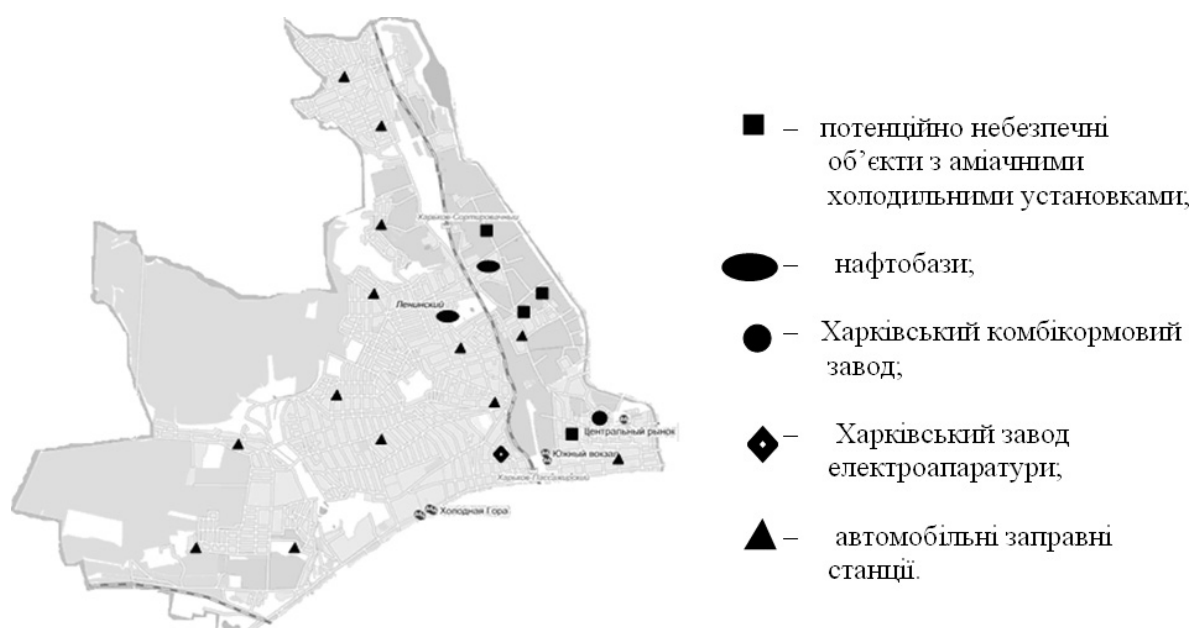 Харьков-Сортировочный
Ленинский
Центральный рынок
Южный вокзал
Харьков-Пассажирский
Холодная Гора
– потенційно небезпечні
об’єкти з аміачними
холодильними установками;
– нафтобази;
– Харківський комбікормовий
завод;
– Харківський завод
електроапаратури;
– автомобільні заправні
станції.